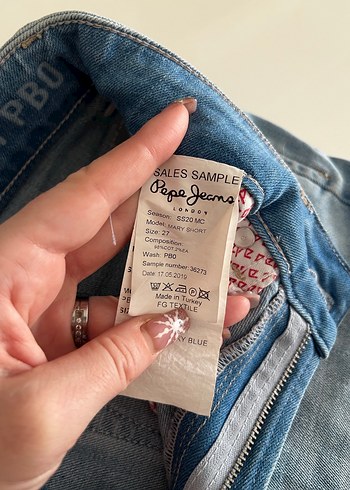 PB0
SALES SAMPLE
Pepe Jeans
LONDON
Season: SS20 MC
Model: MARY SHORT
Size: 27
Composition:
Wash: PB0
Sample number: 36273
Date: 17.05.2019
Made in Turkey
FG TEXTILE
BLUE